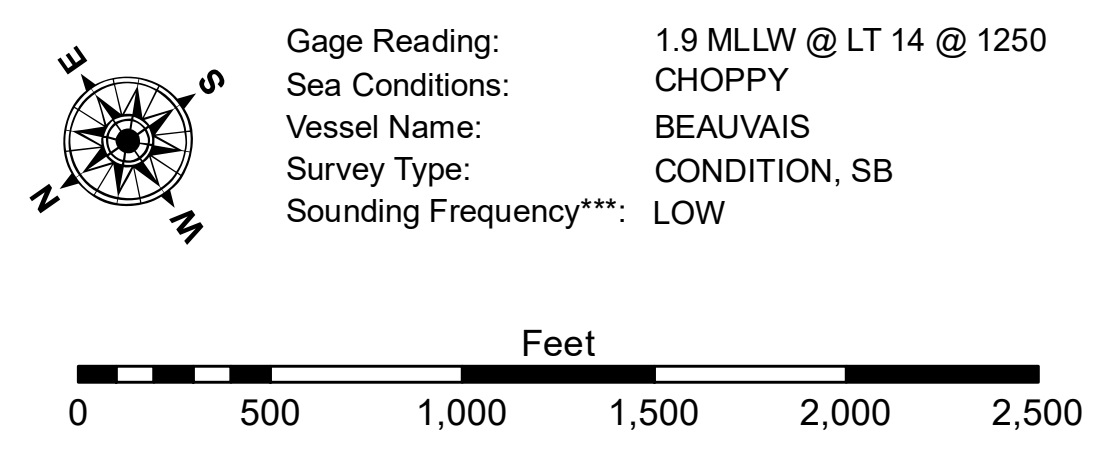 E
S
N
W
Gage Reading: 1.9 MLLW @ LT 14 @ 1250
Sea Conditions: CHOPPY
Vessel Name: BEAUVAIS
Survey Type: CONDITION, SB
Sounding Frequency***: LOW
Feet
0 500 1,000 1,500 2,000 2,500